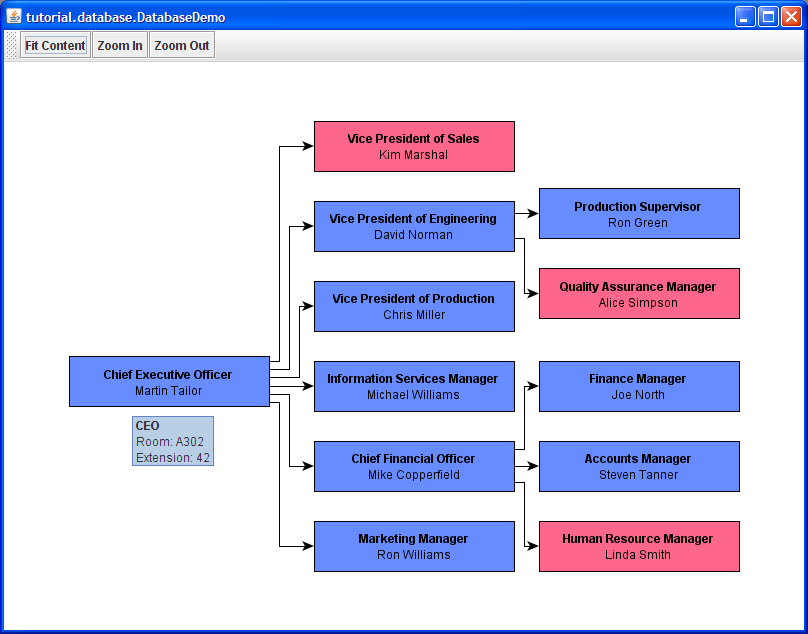 tutorial.database.DatabaseDemo
Fit Content Zoom In Zoom Out
Vice President of Sales
Kim Marshal
Vice President of Engineering
David Norman
Production Supervisor
Ron Green
Quality Assurance Manager
Alice Simpson
Vice President of Production
Chris Miller
Chief Executive Officer
Martin Tailor
CEO
Room: A302
Extension: 42
Information Services Manager
Michael Williams
Finance Manager
Joe North
Chief Financial Officer
Mike Copperfield
Accounts Manager
Steven Tanner
Marketing Manager
Ron Williams
Human Resource Manager
Linda Smith